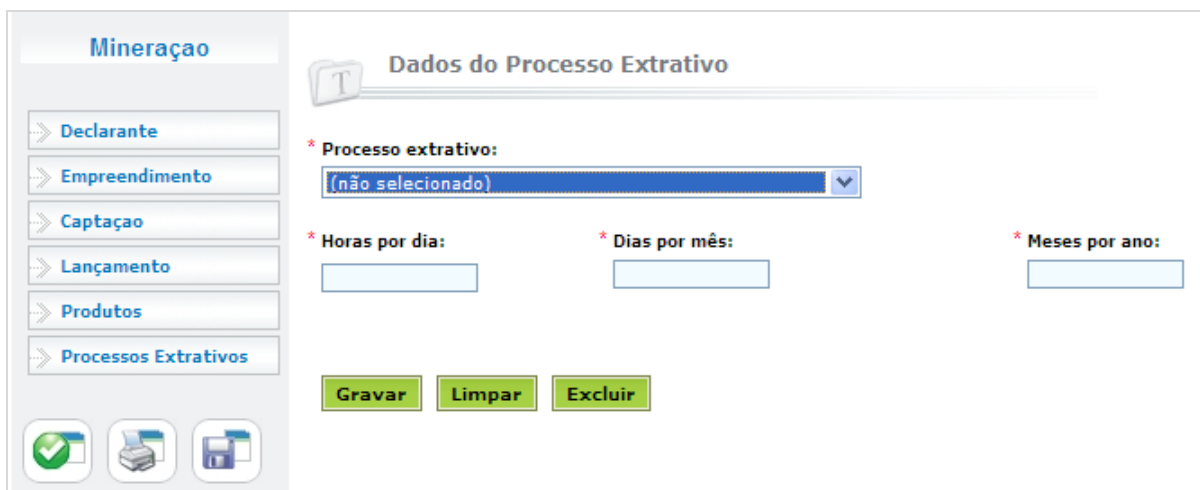 Mineraçao
Declarante
Empreendimento
Captaçao
Lançamento
Produtos
Processos Extrativos
T
Dados do Processo Extrativo
* Processo extrativo:
(não selecionado)
* Horas por dia: * Dias por mês: * Meses por ano:
Gravar Limpar Excluir